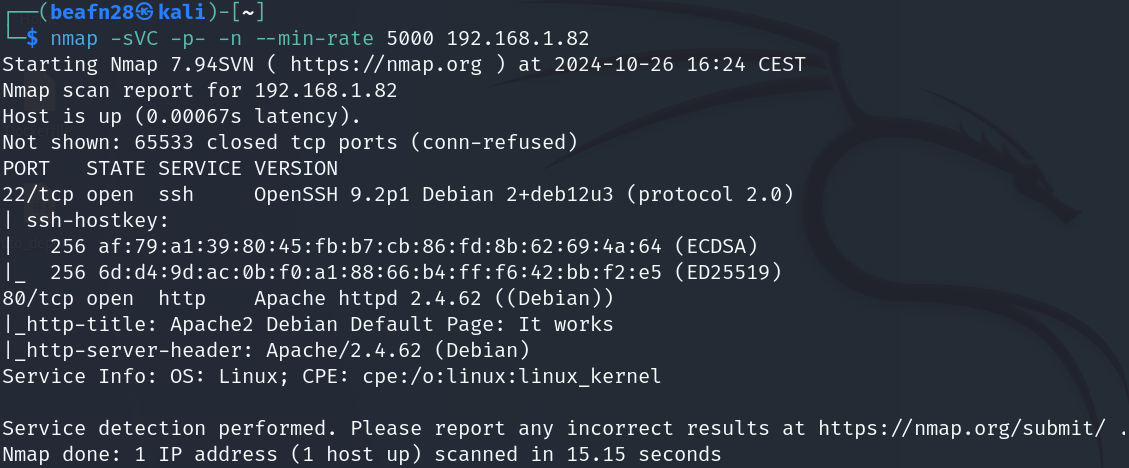 ┌──(beafn28㉿kali)-[~]
└─$ nmap -sVC -p- -n --min-rate 5000 192.168.1.82
Starting Nmap 7.94SVN ( https://nmap.org ) at 2024-10-26 16:24 CEST
Nmap scan report for 192.168.1.82
Host is up (0.00067s latency).
Not shown: 65533 closed tcp ports (conn-refused)
PORT   STATE SERVICE VERSION
22/tcp open  ssh     OpenSSH 9.2p1 Debian 2+deb12u3 (protocol 2.0)
| ssh-hostkey:
|   256 af:79:a1:39:80:45:fb:b7:cb:86:fd:8b:62:69:4a:64 (ECDSA)
|_  256 6d:d4:9d:ac:0b:f0:a1:88:66:b4:ff:f6:42:bb:f2:e5 (ED25519)
80/tcp open  http    Apache httpd 2.4.62 ((Debian))
|_http-title: Apache2 Debian Default Page: It works
|_http-server-header: Apache/2.4.62 (Debian)
Service Info: OS: Linux; CPE: cpe:/o:linux:linux_kernel
Service detection performed. Please report any incorrect results at https://nmap.org/submit/ .
Nmap done: 1 IP address (1 host up) scanned in 15.15 seconds